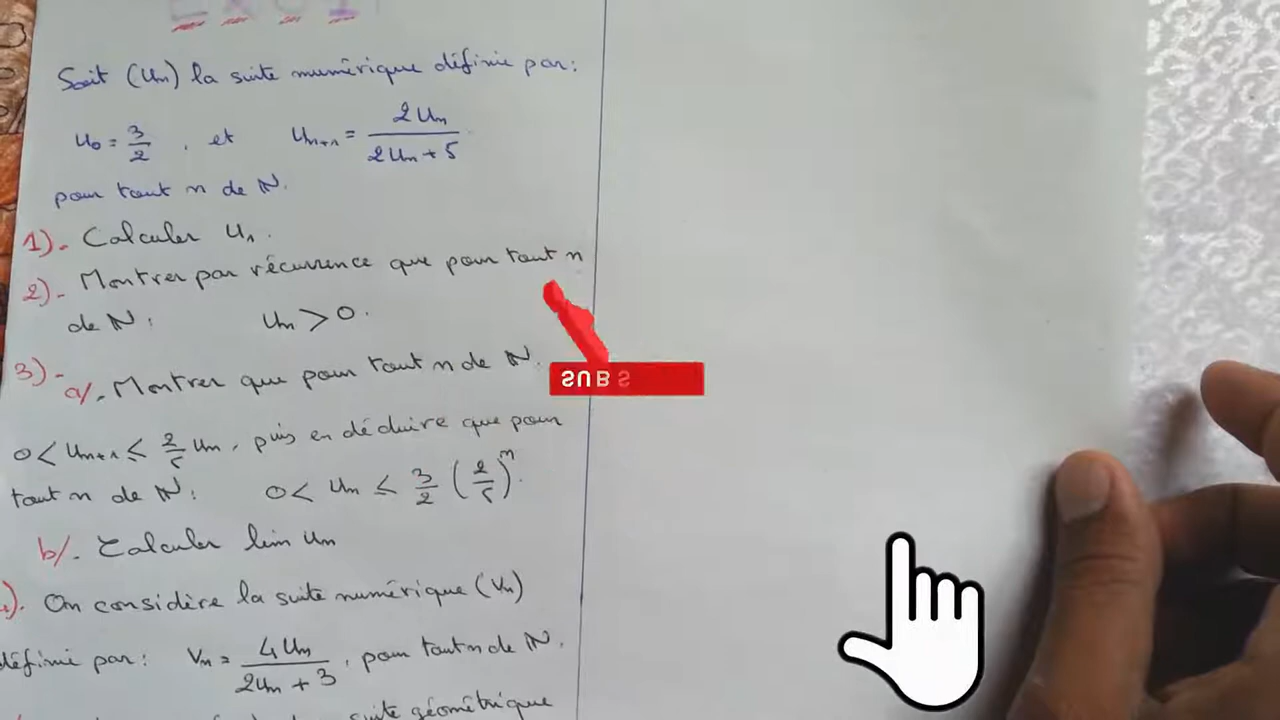 Soit (Un) la suite numérique définie par:
U0 = 3/2 , et Un+1 = 2Un / 2Un + 5
pour tout n de ℕ.
1)- Calculer U1.
2)- Montrer par récurrence que pour tout n
de ℕ: Un > 0.
3)- a/. Montrer que pour tout n de ℕ.
0 < Un+1 ≤ 2/5 Un, puis en déduire que pour
tout n de ℕ: 0 < Un ≤ 3/2 (2/5)^n.
b/. Calculer lim Un
). On considère la suite numérique (Vn)
définie par: Vn = 4Un / 2Un + 3, pour tout n de ℕ.
suite géométrique
SUBS